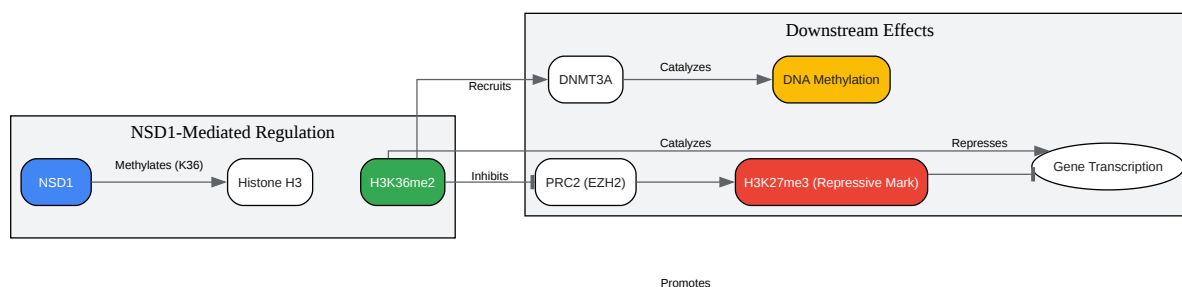 Downstream Effects
DNMT3A
Catalyzes
DNA Methylation
Recruits
NSD1-Mediated Regulation
NSD1
Methylates (K36)
Histone H3
H3K36me2
Inhibits
PRC2 (EZH2)
Catalyzes
H3K27me3 (Repressive Mark)
Represses
Gene Transcription
Promotes